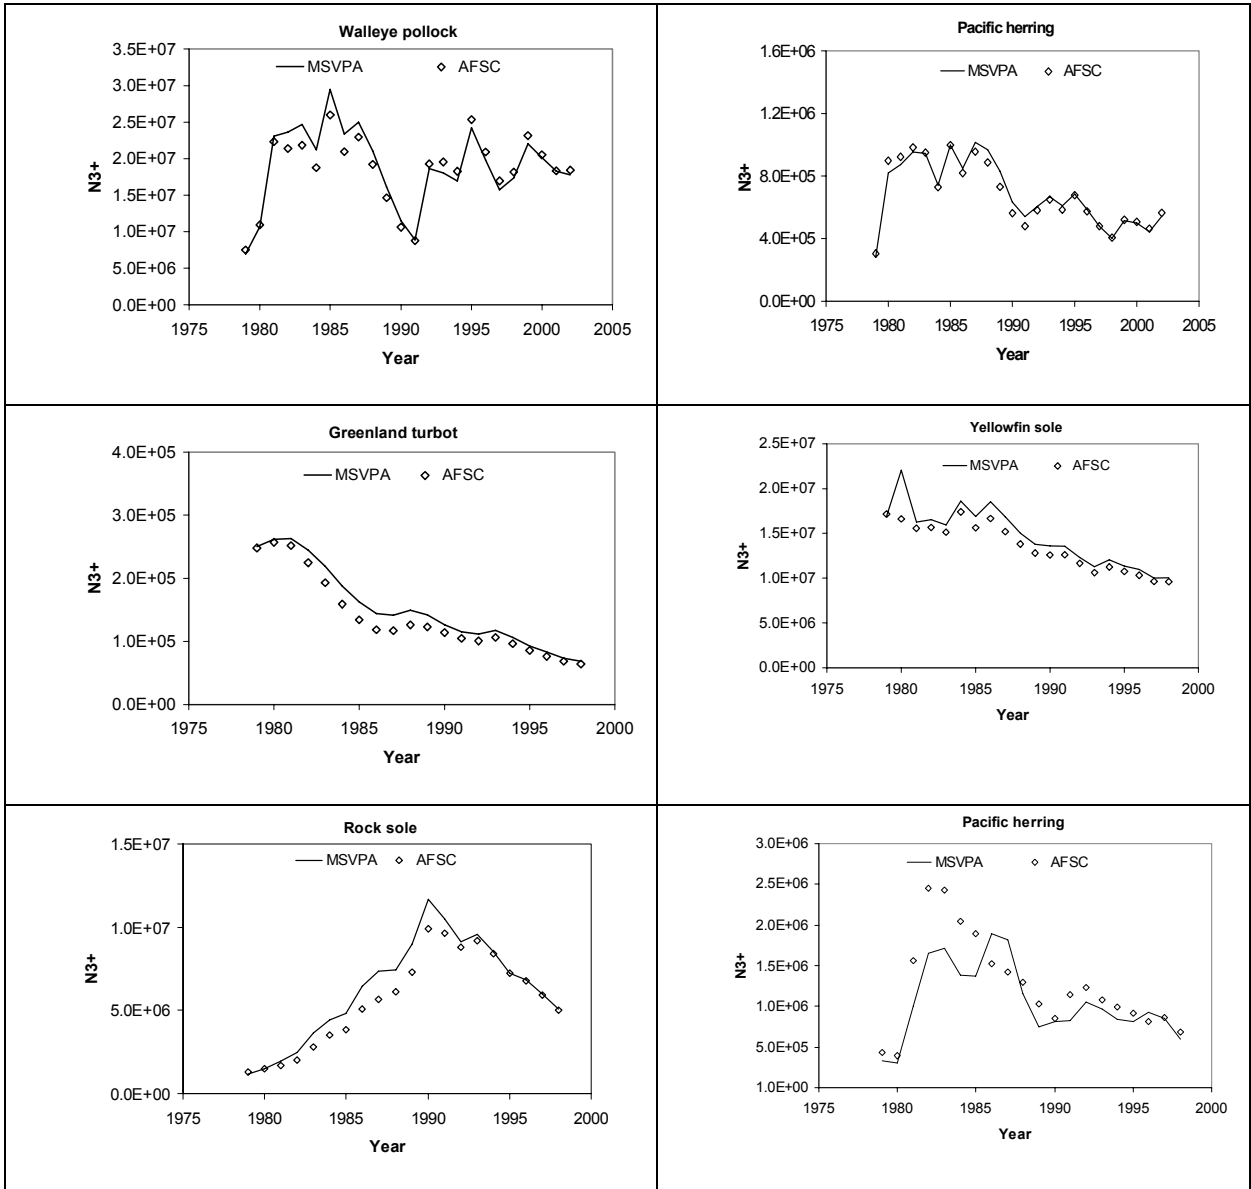 Walleye pollock
3.5E+07
3.0E+07
2.5E+07
2.0E+07
1.5E+07
1.0E+07
5.0E+06
0.0E+00
N3+
MSVPA AFSC
1975 1980 1985 1990 1995 2000 2005
Year
Pacific herring
1.6E+06
1.2E+06
8.0E+05
4.0E+05
0.0E+00
N3+
MSVPA AFSC
1975 1980 1985 1990 1995 2000 2005
Year
Greenland turbot
4.0E+05
3.0E+05
2.0E+05
1.0E+05
0.0E+00
N3+
MSVPA AFSC
1975 1980 1985 1990 1995 2000
Year
Yellowfin sole
2.5E+07
2.0E+07
1.5E+07
1.0E+07
5.0E+06
0.0E+00
N3+
MSVPA AFSC
1975 1980 1985 1990 1995 2000
Year
Rock sole
1.5E+07
1.0E+07
5.0E+06
0.0E+00
N3+
MSVPA AFSC
1975 1980 1985 1990 1995 2000
Year
Pacific herring
3.0E+06
2.5E+06
2.0E+06
1.5E+06
1.0E+06
5.0E+05
1.0E+00
N3+
MSVPA AFSC
1975 1980 1985 1990 1995 2000
Year